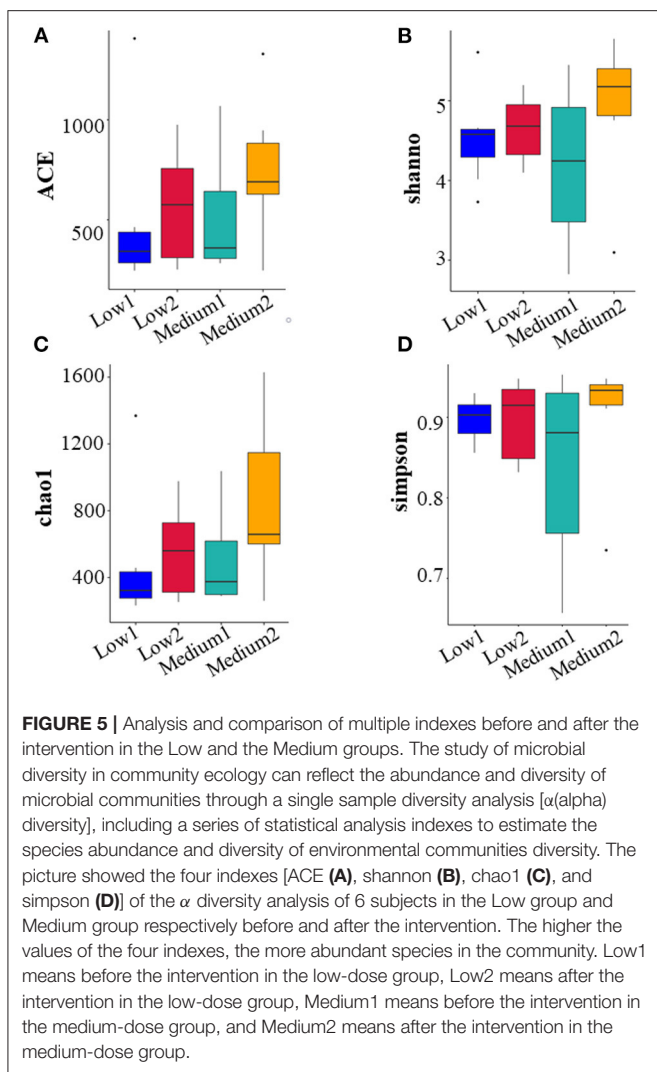 A
ACE
1000
500
Low1
Low2
Medium1
Medium2
B
shanno
5
4
3
Low1
Low2
Medium1
Medium2
C
chao1
1600
1200
800
400
Low1
Low2
Medium1
Medium2
D
simpson
0.9
0.8
0.7
Low1
Low2
Medium1
Medium2
FIGURE 5 | Analysis and comparison of multiple indexes before and after the
intervention in the Low and the Medium groups. The study of microbial
diversity in community ecology can reflect the abundance and diversity of
microbial communities through a single sample diversity analysis [α(alpha)
diversity], including a series of statistical analysis indexes to estimate the
species abundance and diversity of environmental communities diversity. The
picture showed the four indexes [ACE (A), shannon (B), chao1 (C), and
simpson (D)] of the α diversity analysis of 6 subjects in the Low group and
Medium group respectively before and after the intervention. The higher the
values of the four indexes, the more abundant species in the community. Low1
means before the intervention in the low-dose group, Low2 means after the
intervention in the low-dose group, Medium1 means before the intervention in
the medium-dose group, and Medium2 means after the intervention in the
medium-dose group.